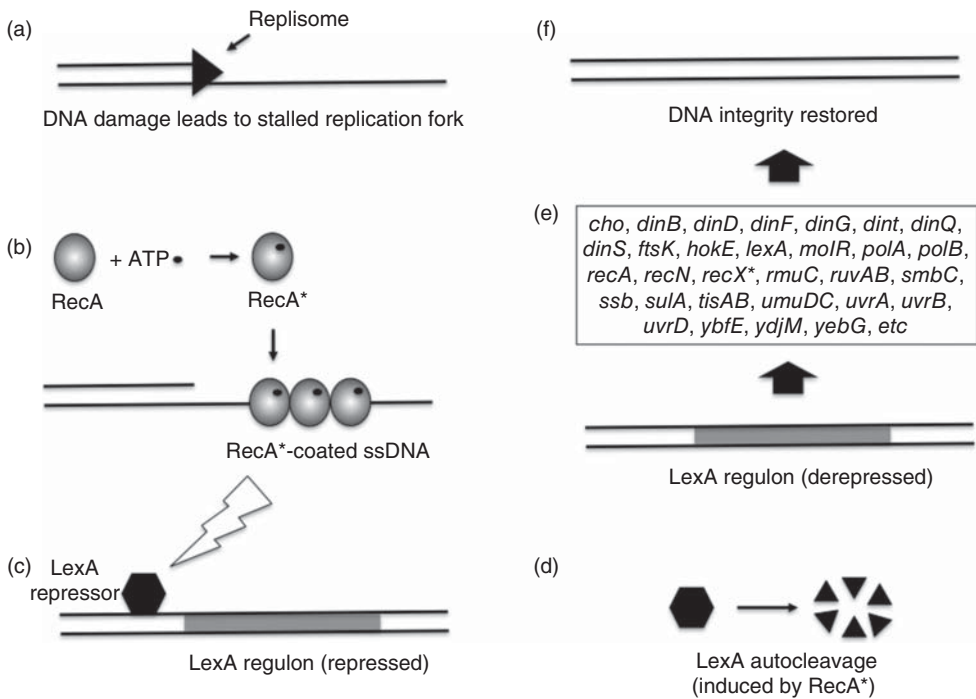 (a)
Replisome
DNA damage leads to stalled replication fork
(b)
+ ATP
RecA
RecA*
RecA*-coated ssDNA
(c)
LexA
repressor
LexA regulon (repressed)
(d)
LexA autocleavage
(induced by RecA*)
(e)
cho, dinB, dinD, dinF, dinG, dint, dinQ,
dinS, ftsK, hokE, lexA, molR, polA, polB,
recA, recN, recX*, rmuC, ruvAB, smbC,
ssb, sulA, tisAB, umuDC, uvrA, uvrB,
uvrD, ybfE, ydjM, yebG, etc
LexA regulon (derepressed)
(f)
DNA integrity restored